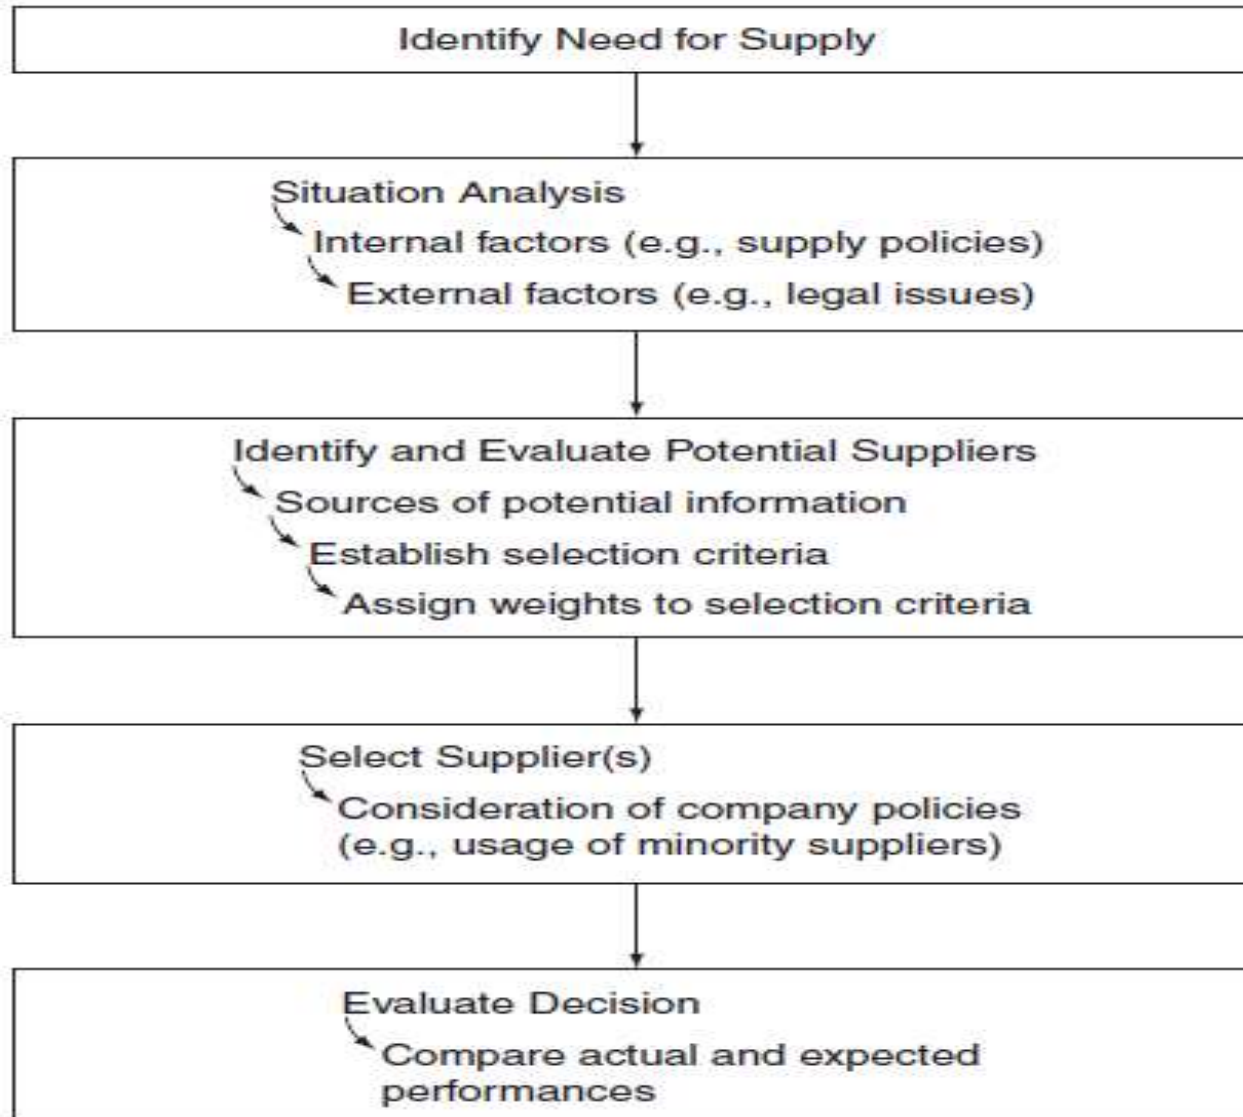 Identify Need for Supply
Situation Analysis
Internal factors (e.g., supply policies)
External factors (e.g., legal issues)
Identify and Evaluate Potential Suppliers
Sources of potential information
Establish selection criteria
Assign weights to selection criteria
Select Supplier(s)
Consideration of company policies
(e.g., usage of minority suppliers)
Evaluate Decision
Compare actual and expected
performances